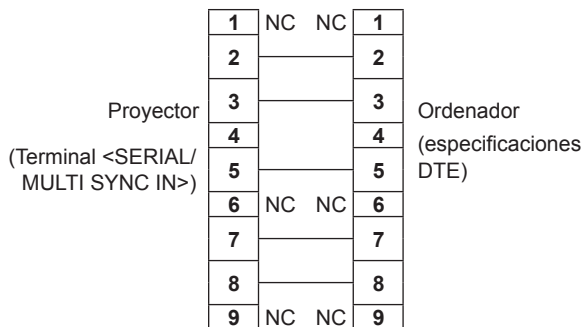 1 NC NC 1
2 2
3 3
4 4
5 5
6 NC NC 6
7 7
8 8
9 NC NC 9
Proyector
(Terminal <SERIAL/
MULTI SYNC IN>)
Ordenador
(especificaciones
DTE)